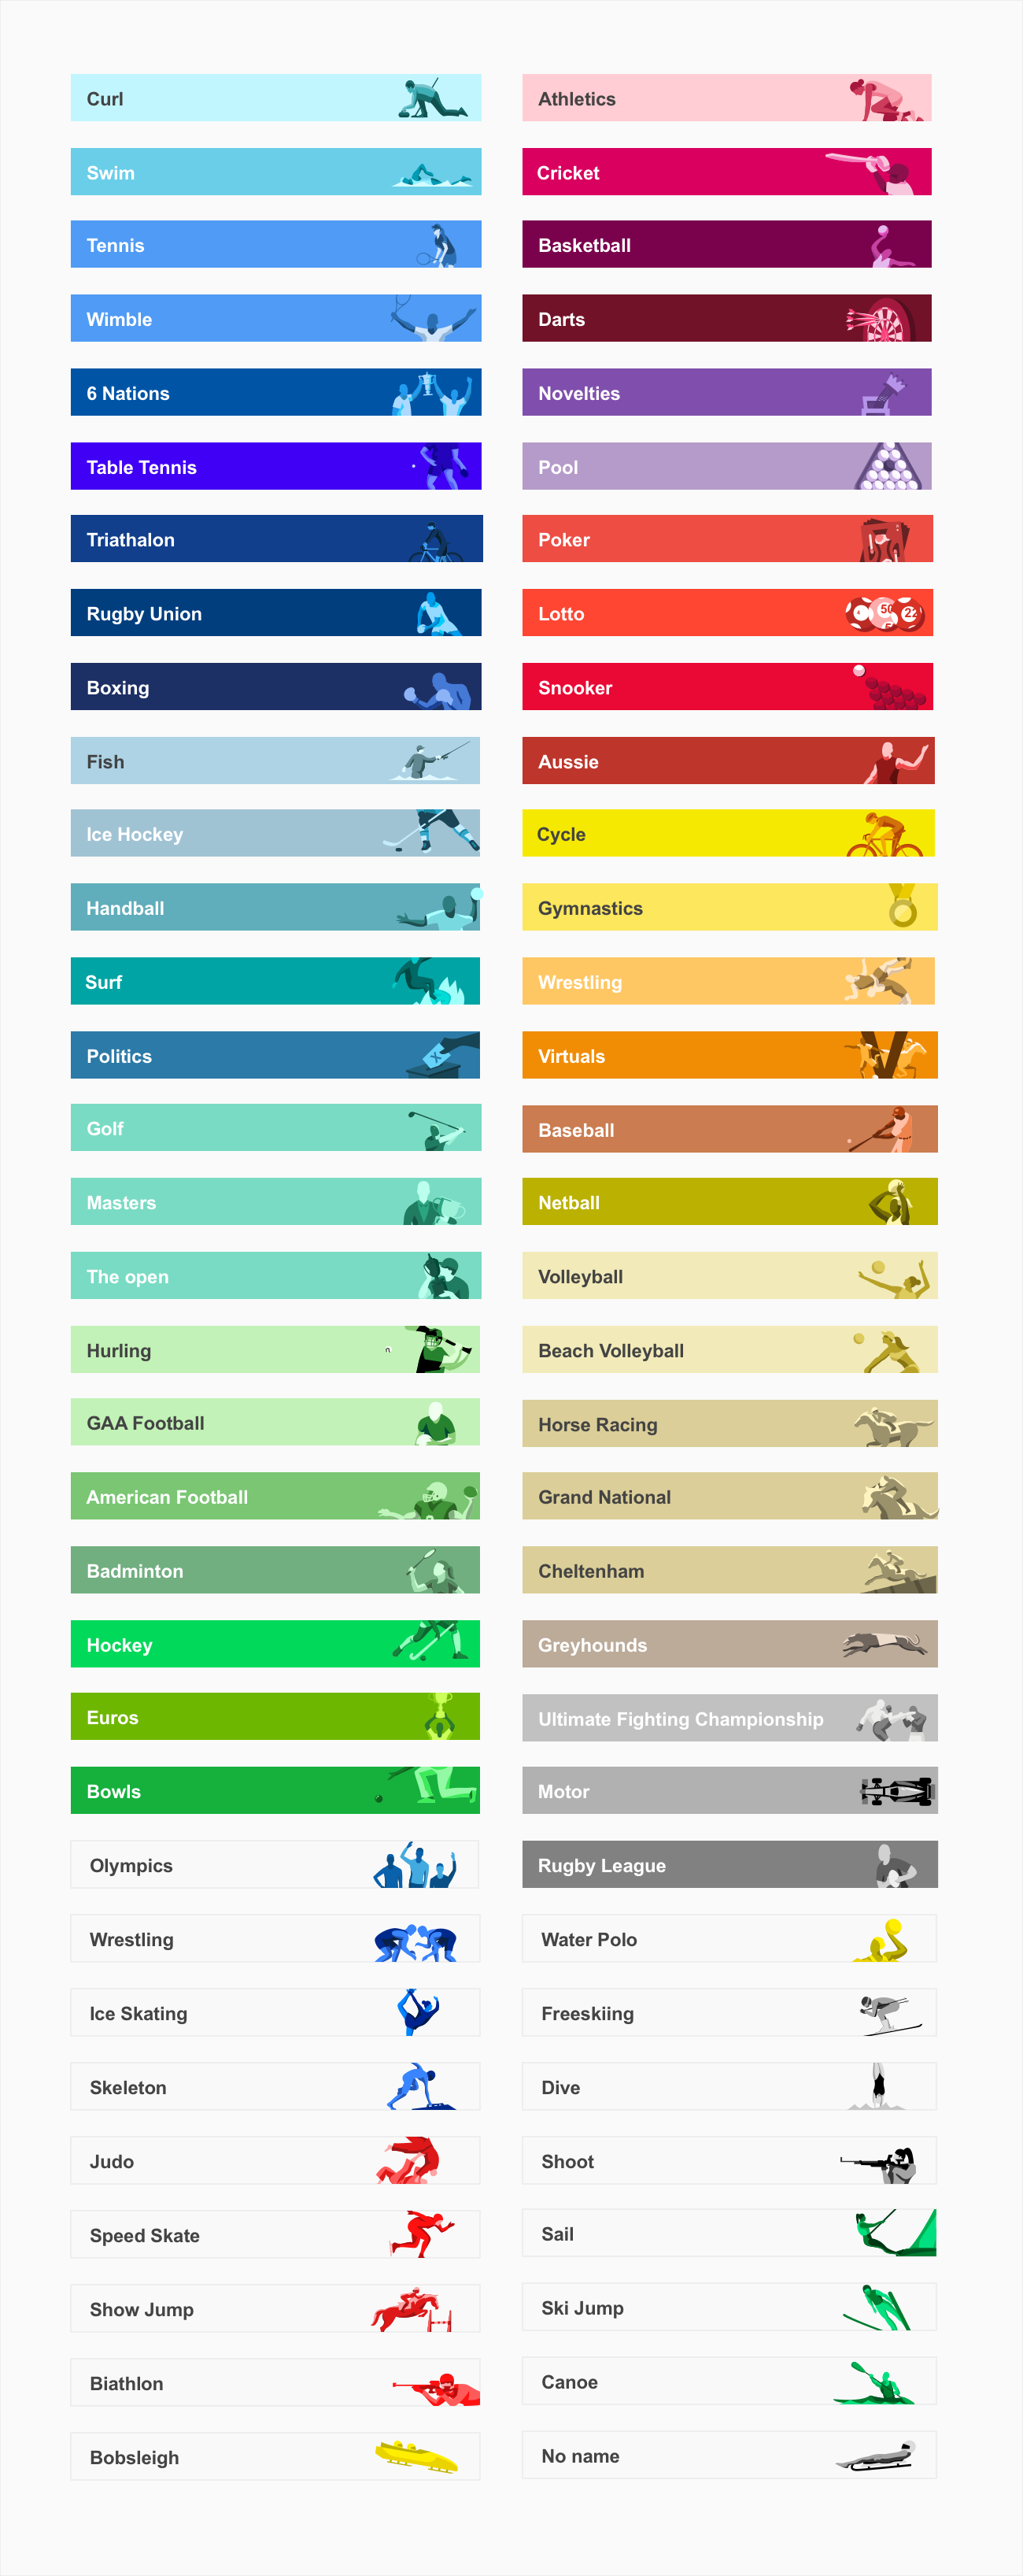 Curl
Athletics
Swim
Cricket
Tennis
Basketball
Wimble
Darts
6 Nations
Novelties
Table Tennis
Pool
Triathalon
Poker
Rugby Union
Lotto
50
22
Boxing
Snooker
Fish
Aussie
Ice Hockey
Cycle
Handball
Gymnastics
Surf
Wrestling
Politics
X
Virtuals
V
Golf
Baseball
Masters
Netball
The open
Volleyball
Hurling
Beach Volleyball
GAA Football
Horse Racing
American Football
Grand National
Badminton
Cheltenham
Hockey
Greyhounds
Euros
Ultimate Fighting Championship
Bowls
Motor
Olympics
Rugby League
Wrestling
Water Polo
Ice Skating
Freeskiing
Skeleton
Dive
Judo
Shoot
Speed Skate
Sail
Show Jump
Ski Jump
Biathlon
Canoe
Bobsleigh
No name